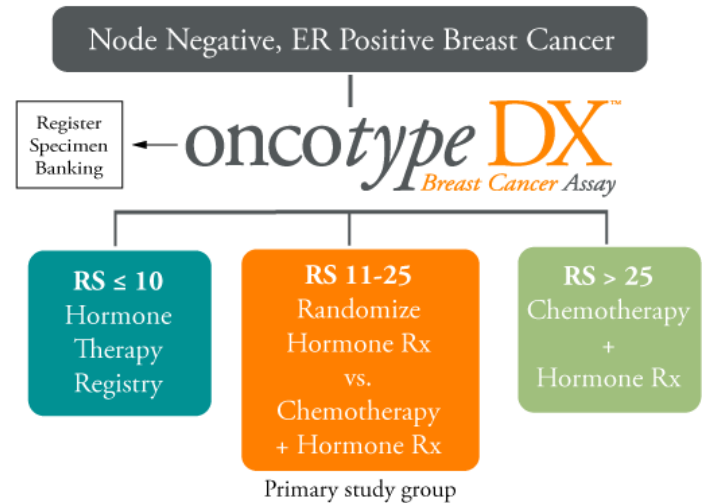 Node Negative, ER Positive Breast Cancer
Register
Specimen
Banking
oncotype DX™
Breast Cancer Assay
RS ≤ 10
Hormone
Therapy
Registry
RS 11-25
Randomize
Hormone Rx
vs.
Chemotherapy
+ Hormone Rx
RS > 25
Chemotherapy
+
Hormone Rx
Primary study group